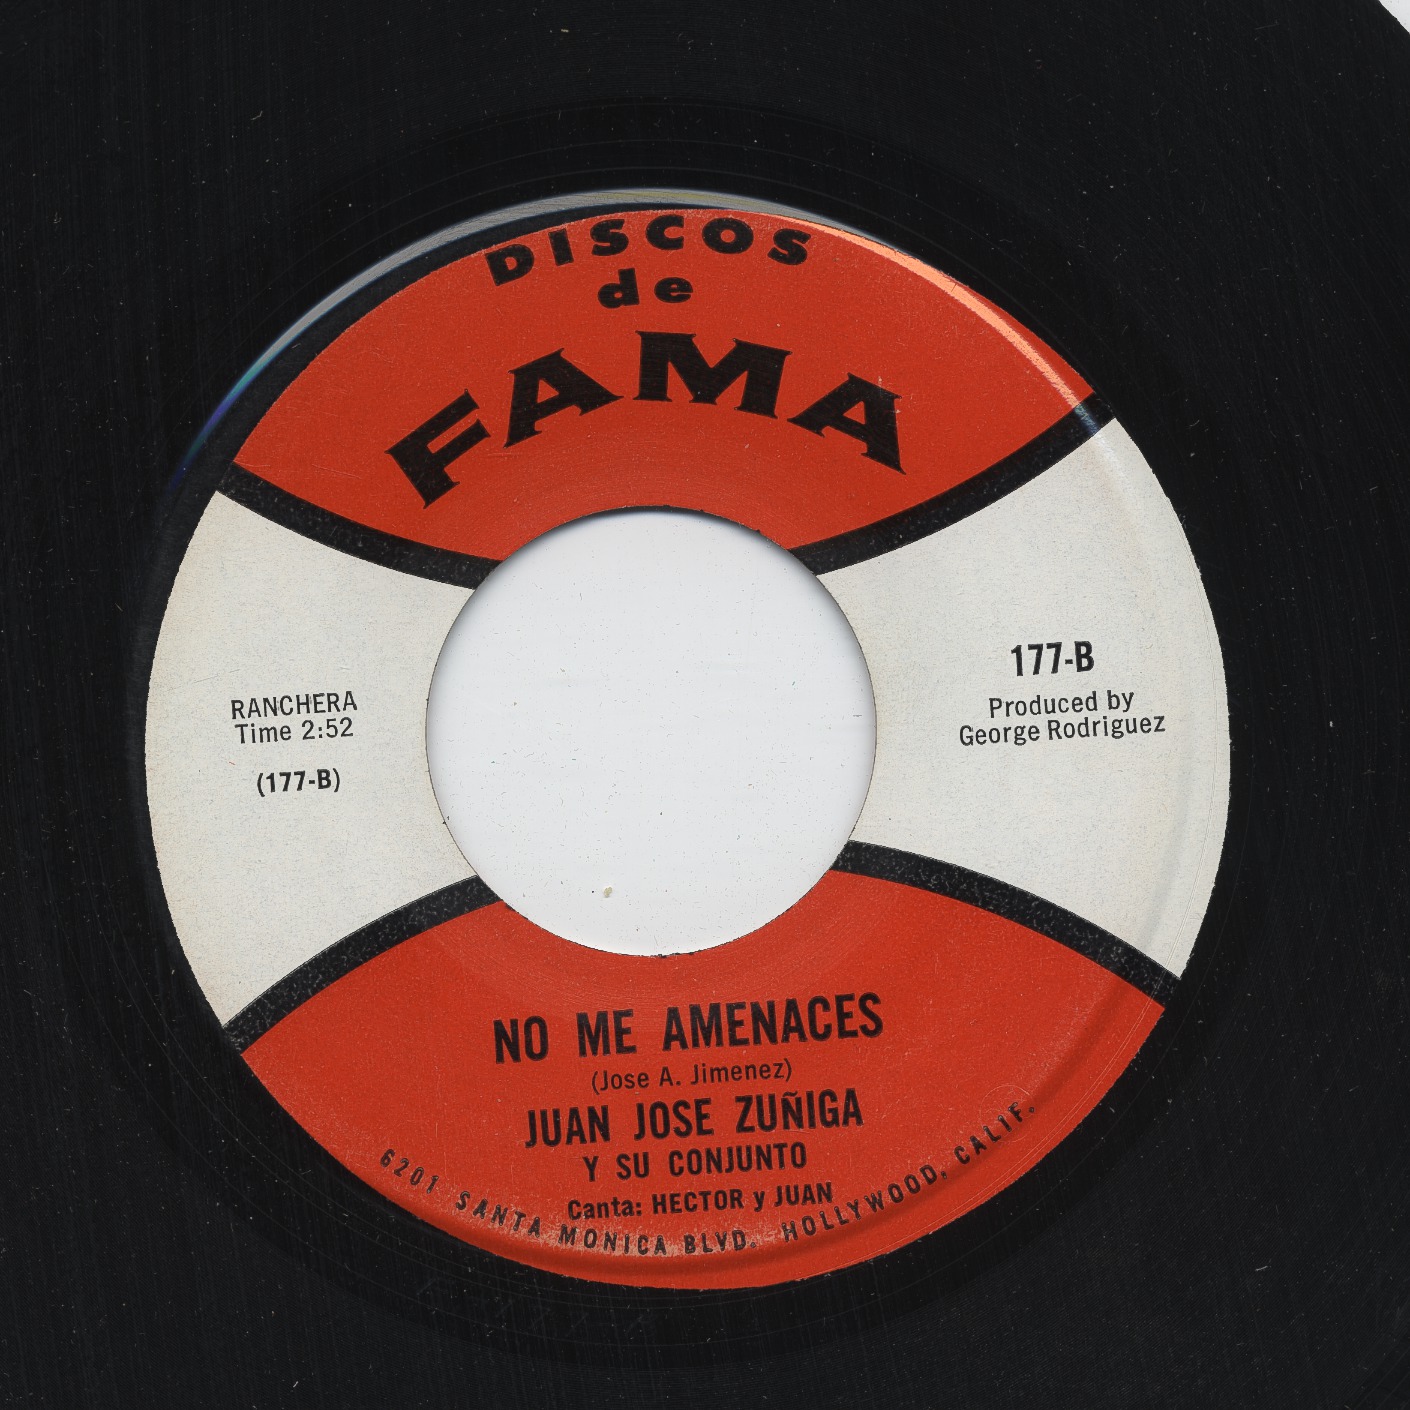 DISCOS
de
FAMA
RANCHERA
Time 2:52
(177-B)
177-B
Produced by
George Rodriguez
NO ME AMENACES
(Jose A. Jimenez)
JUAN JOSE ZUÑIGA
Y SU CONJUNTO
Canta: HECTOR y JUAN
6201 SANTA MONICA BLVD. HOLLYWOOD, CALIF.